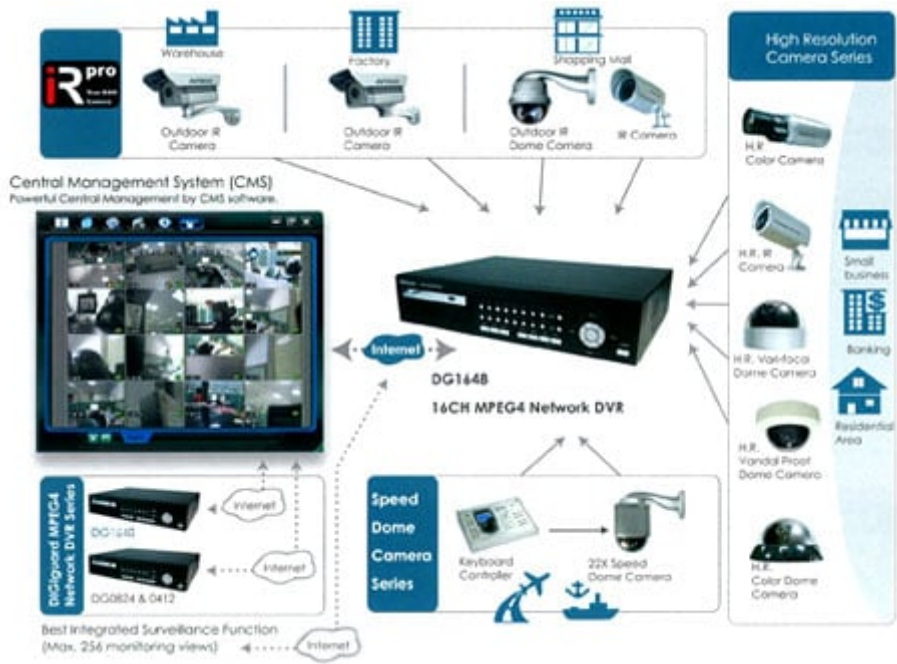 Warehouse
Factory
Shopping Mall
iR pro
Outdoor IR
Camera
Outdoor IR
Camera
Outdoor IR
Dome Camera
IR Camera
High Resolution
Camera Series
H.R.
Color Camera
H.R. IR
Camera
Small
business
H.R. Vari-focal
Dome Camera
Banking
H.R.
Vandal Proof
Dome Camera
Residential
Area
H.R.
Color Dome
Camera
Central Management System (CMS)
Powerful Central Management by CMS software.
Internet
DG164B
16CH MPEG4 Network DVR
DiGiguard MPEG4
Network DVR Series
DG164B
Internet
DG0824 & 0412
Internet
Speed
Dome
Camera
Series
Keyboard
Controller
22X Speed
Dome Camera
Best Integrated Surveillance Function
(Max. 256 monitoring views)
Internet